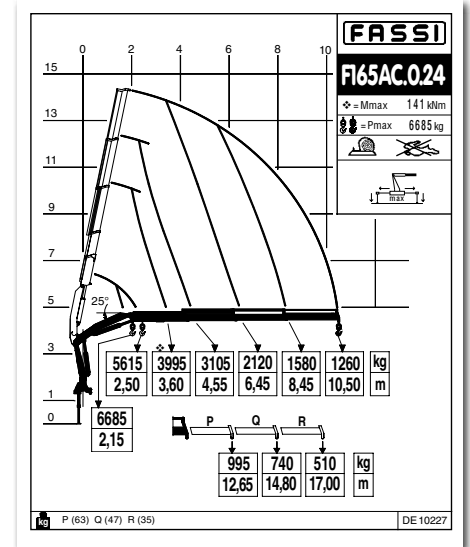 FASSI
F165AC.0.24
❖ = Mmax 141 kNm
= Pmax 6685 kg
max
0 2 4 6 8 10
15
13
11
9
7
5
3
1
0
25°
❖
5615 3995 3105 2120 1580 1260 kg
2,50 3,60 4,55 6,45 8,45 10,50 m
6685
2,15
P Q R
995 740 510 kg
12,65 14,80 17,00 m
kg P (63) Q (47) R (35) DE 10227